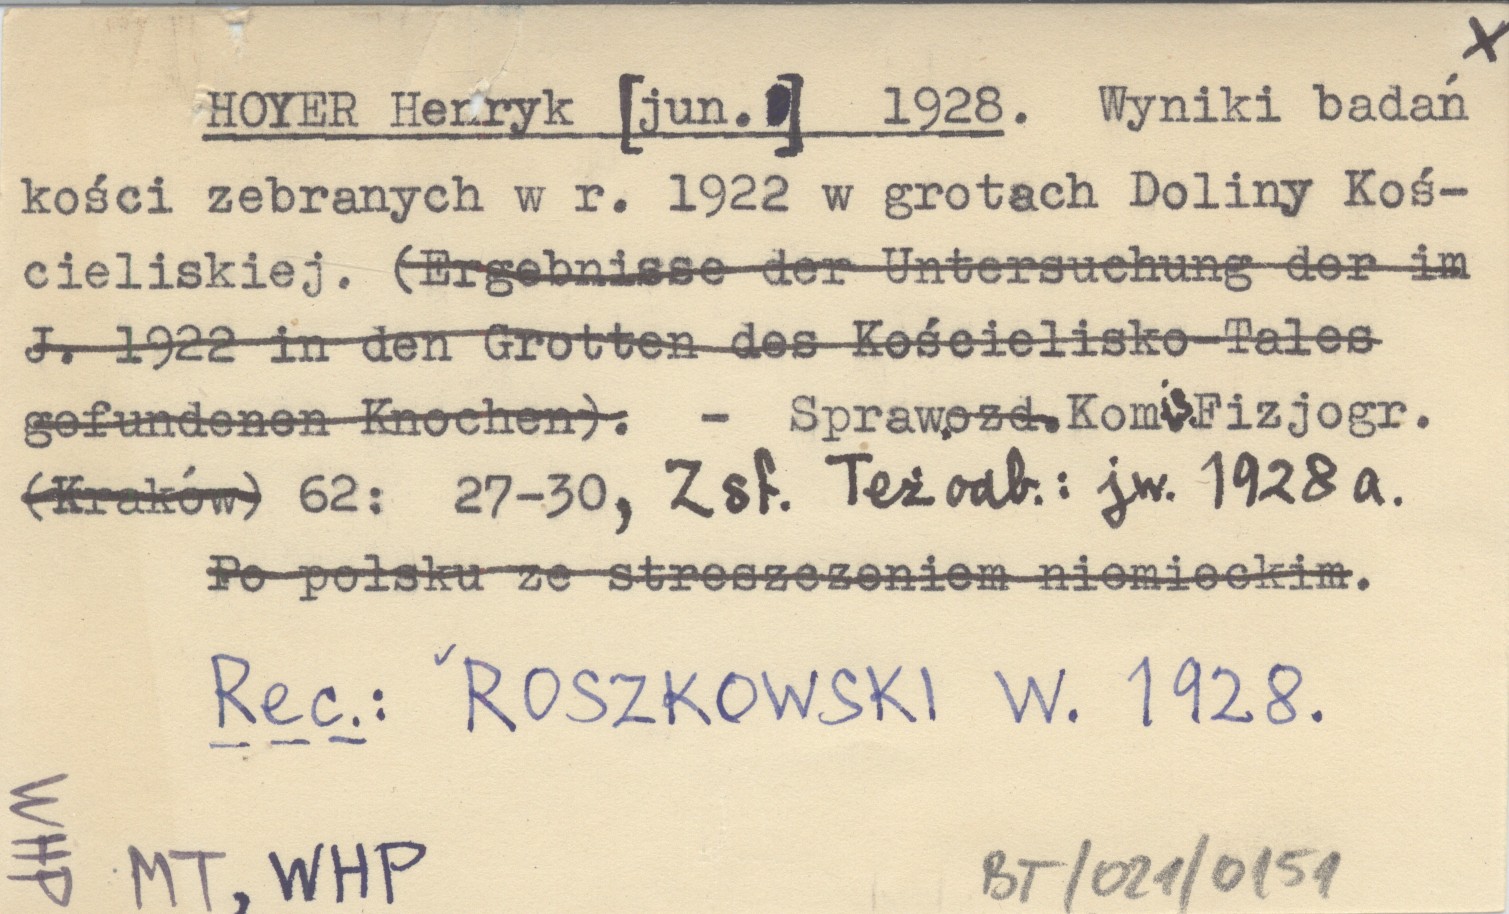 X
HOYER Henryk [jun.] 1928. Wyniki badań
kości zebranych w r. 1922 w grotach Doliny Koś-
cieliskiej. (Ergebnisse der Untersuchung der im
J. 1922 in den Grotten des Kościelisko-Tales
gefundenen Knochen). - Sprawozd. Komis Fizjogr.
(Kraków) 62: 27-30, Zsf. Też odb.: jw. 1928a.
Po polsku ze streszczeniem niemieckim.
Rec.: ROSZKOWSKI W. 1928.
WHP
MT, WHP
BT/021/0151